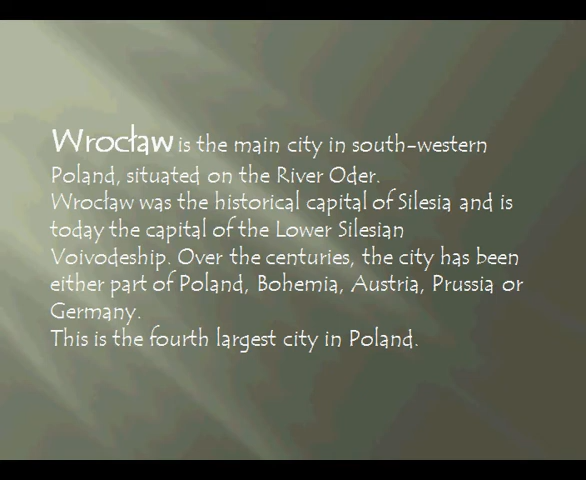 Wrocław is the main city in south-western
Poland, situated on the River Oder.
Wrocław was the historical capital of Silesia and is
today the capital of the Lower Silesian
Voivodeship. Over the centuries, the city has been
either part of Poland, Bohemia, Austria, Prussia or
Germany.
This is the fourth largest city in Poland.